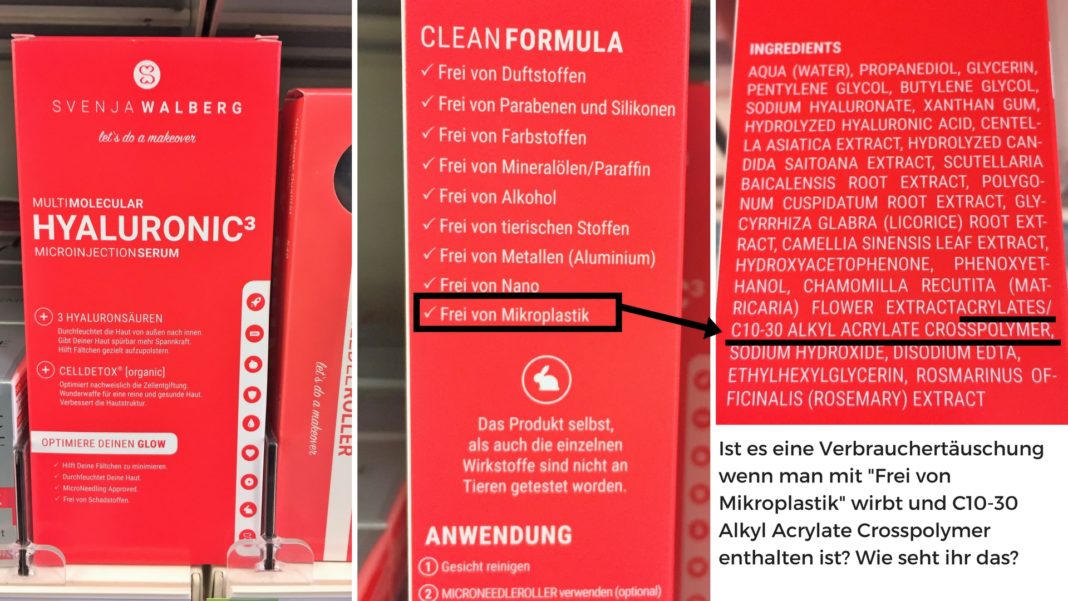 SVENJA WALBERG
let's do a makeover
MULTIMOLECULAR
HYALURONIC³
MICROINJECTIONSERUM
3 HYALURONSÄUREN
Durchfeuchtet die Haut von außen nach innen.
Gibt Deiner Haut spürbar mehr Spannkraft.
Hilft Fältchen gezielt aufzupolstern.
CELLDETOX® [organic]
Optimiert nachweislich die Zellentgiftung.
Wunderwaffe für eine reine und gesunde Haut.
Verbessert die Hautstruktur.
OPTIMIERE DEINEN GLOW
✓ Hilft Deine Fältchen zu minimieren.
✓ Durchfeuchtet Deine Haut.
✓ MicroNeedling Approved.
✓ Frei von Schadstoffen.
let's do a makeover
CLEANFORMULA
✓ Frei von Duftstoffen
✓ Frei von Parabenen und Silikonen
✓ Frei von Farbstoffen
✓ Frei von Mineralölen/Paraffin
✓ Frei von Alkohol
✓ Frei von tierischen Stoffen
✓ Frei von Metallen (Aluminium)
✓ Frei von Nano
✓ Frei von Mikroplastik
Das Produkt selbst,
als auch die einzelnen
Wirkstoffe sind nicht an
Tieren getestet worden.
ANWENDUNG
1 Gesicht reinigen
2 MICRONEEDLEROLLER verwenden (optional)
INGREDIENTS
AQUA (WATER), PROPANEDIOL, GLYCERIN,
PENTYLENE GLYCOL, BUTYLENE GLYCOL,
SODIUM HYALURONATE, XANTHAN GUM,
HYDROLYZED HYALURONIC ACID, CENTEL-
LA ASIATICA EXTRACT, HYDROLYZED CAN-
DIDA SAITOANA EXTRACT, SCUTELLARIA
BAICALENSIS ROOT EXTRACT, POLYGO-
NUM CUSPIDATUM ROOT EXTRACT, GLY-
CYRRHIZA GLABRA (LICORICE) ROOT EXT-
RACT, CAMELLIA SINENSIS LEAF EXTRACT,
HYDROXYACETOPHENONE, PHENOXYET-
HANOL, CHAMOMILLA RECUTITA (MAT-
RICARIA) FLOWER EXTRACTACRYLATES/
C10-30 ALKYL ACRYLATE CROSSPOLYMER,
SODIUM HYDROXIDE, DISODIUM EDTA,
ETHYLHEXYLGLYCERIN, ROSMARINUS OF-
FICINALIS (ROSEMARY) EXTRACT
Ist es eine Verbrauchertäuschung
wenn man mit "Frei von
Mikroplastik" wirbt und C10-30
Alkyl Acrylate Crosspolymer
enthalten ist? Wie seht ihr das?